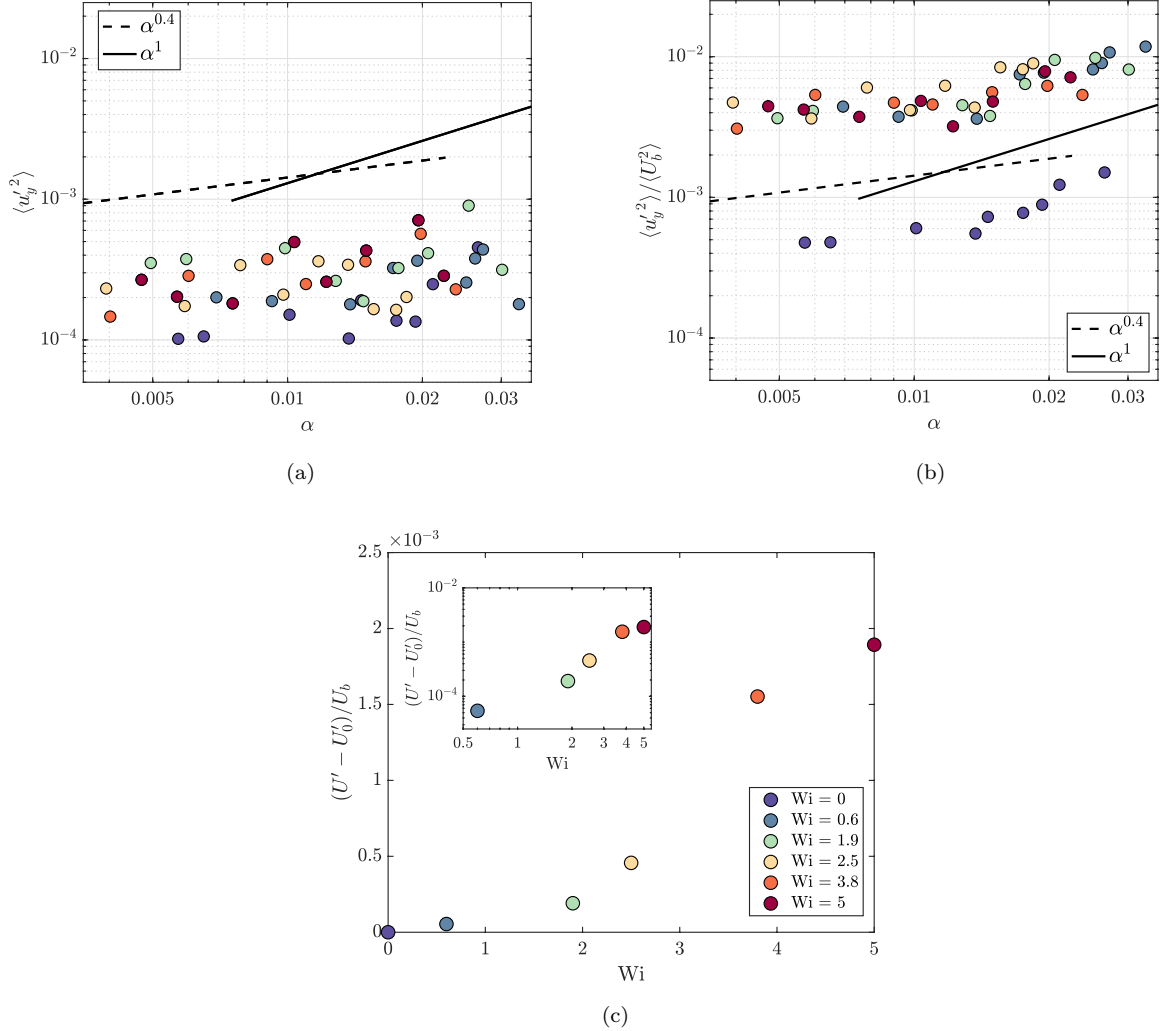 α^0.4
α^1
10^-2
10^-3
10^-4
⟨u′_y^2⟩
0.005
0.01
0.02
0.03
α
(a)
α^0.4
α^1
10^-2
10^-3
10^-4
⟨u′_y^2⟩/⟨U_b^2⟩
0.005
0.01
0.02
0.03
α
(b)
×10^-3
2.5
2
1.5
1
0.5
0
(U′ − U′_0)/U_b
0
1
2
3
4
5
Wi
10^-2
10^-4
(U′ − U′_0)/U_b
0.5
1
2
3
4
5
Wi
Wi = 0
Wi = 0.6
Wi = 1.9
Wi = 2.5
Wi = 3.8
Wi = 5
(c)